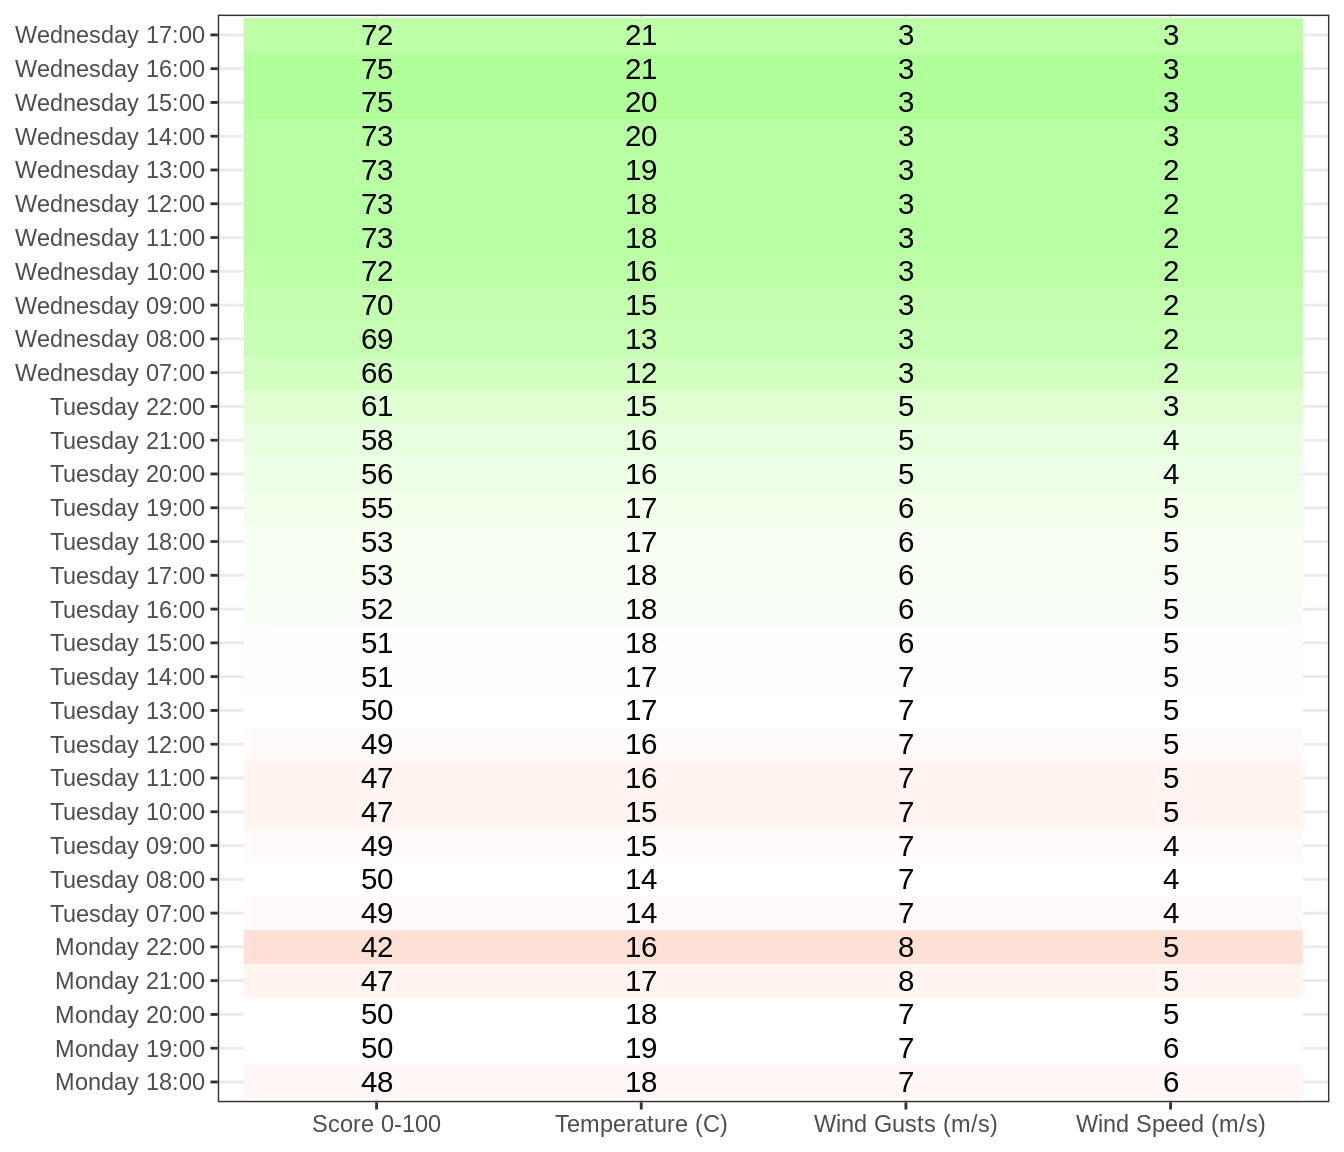 Wednesday 17:00 72 21 3 3
Wednesday 16:00 75 21 3 3
Wednesday 15:00 75 20 3 3
Wednesday 14:00 73 20 3 3
Wednesday 13:00 73 19 3 2
Wednesday 12:00 73 18 3 2
Wednesday 11:00 73 18 3 2
Wednesday 10:00 72 16 3 2
Wednesday 09:00 70 15 3 2
Wednesday 08:00 69 13 3 2
Wednesday 07:00 66 12 3 2
Tuesday 22:00 61 15 5 3
Tuesday 21:00 58 16 5 4
Tuesday 20:00 56 16 5 4
Tuesday 19:00 55 17 6 5
Tuesday 18:00 53 17 6 5
Tuesday 17:00 53 18 6 5
Tuesday 16:00 52 18 6 5
Tuesday 15:00 51 18 6 5
Tuesday 14:00 51 17 7 5
Tuesday 13:00 50 17 7 5
Tuesday 12:00 49 16 7 5
Tuesday 11:00 47 16 7 5
Tuesday 10:00 47 15 7 5
Tuesday 09:00 49 15 7 4
Tuesday 08:00 50 14 7 4
Tuesday 07:00 49 14 7 4
Monday 22:00 42 16 8 5
Monday 21:00 47 17 8 5
Monday 20:00 50 18 7 5
Monday 19:00 50 19 7 6
Monday 18:00 48 18 7 6
Score 0-100 Temperature (C) Wind Gusts (m/s) Wind Speed (m/s)